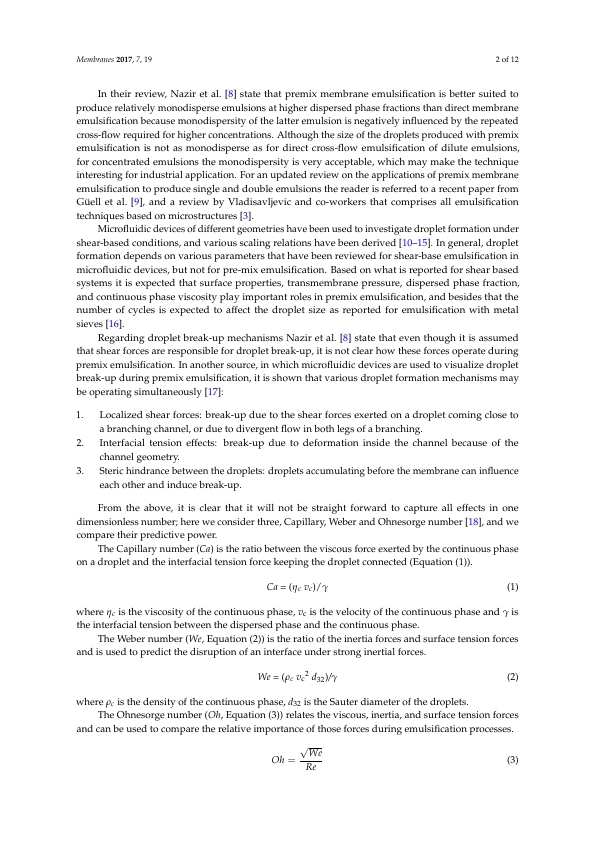 Membranes 2017, 7, 19 2 of 12
In their review, Nazir et al. [8] state that premix membrane emulsification is better suited to
produce relatively monodisperse emulsions at higher dispersed phase fractions than direct membrane
emulsification because monodispersity of the latter emulsion is negatively influenced by the repeated
cross-flow required for higher concentrations. Although the size of the droplets produced with premix
emulsification is not as monodisperse as for direct cross-flow emulsification of dilute emulsions,
for concentrated emulsions the monodispersity is very acceptable, which may make the technique
interesting for industrial application. For an updated review on the applications of premix membrane
emulsification to produce single and double emulsions the reader is referred to a recent paper from
Güell et al. [9], and a review by Vladisavljevic and co-workers that comprises all emulsification
techniques based on microstructures [3].
Microfluidic devices of different geometries have been used to investigate droplet formation under
shear-based conditions, and various scaling relations have been derived [10–15]. In general, droplet
formation depends on various parameters that have been reviewed for shear-base emulsification in
microfluidic devices, but not for pre-mix emulsification. Based on what is reported for shear based
systems it is expected that surface properties, transmembrane pressure, dispersed phase fraction,
and continuous phase viscosity play important roles in premix emulsification, and besides that the
number of cycles is expected to affect the droplet size as reported for emulsification with metal
sieves [16].
Regarding droplet break-up mechanisms Nazir et al. [8] state that even though it is assumed
that shear forces are responsible for droplet break-up, it is not clear how these forces operate during
premix emulsification. In another source, in which microfluidic devices are used to visualize droplet
break-up during premix emulsification, it is shown that various droplet formation mechanisms may
be operating simultaneously [17]:
1. Localized shear forces: break-up due to the shear forces exerted on a droplet coming close to
a branching channel, or due to divergent flow in both legs of a branching.
2. Interfacial tension effects: break-up due to deformation inside the channel because of the
channel geometry.
3. Steric hindrance between the droplets: droplets accumulating before the membrane can influence
each other and induce break-up.
From the above, it is clear that it will not be straight forward to capture all effects in one
dimensionless number; here we consider three, Capillary, Weber and Ohnesorge number [18], and we
compare their predictive power.
The Capillary number (Ca) is the ratio between the viscous force exerted by the continuous phase
on a droplet and the interfacial tension force keeping the droplet connected (Equation (1)).
Ca = (η_c v_c)/γ (1)
where η_c is the viscosity of the continuous phase, v_c is the velocity of the continuous phase and γ is
the interfacial tension between the dispersed phase and the continuous phase.
The Weber number (We, Equation (2)) is the ratio of the inertia forces and surface tension forces
and is used to predict the disruption of an interface under strong inertial forces.
We = (ρ_c v_c² d₃₂)/γ (2)
where ρ_c is the density of the continuous phase, d₃₂ is the Sauter diameter of the droplets.
The Ohnesorge number (Oh, Equation (3)) relates the viscous, inertia, and surface tension forces
and can be used to compare the relative importance of those forces during emulsification processes.
Oh = √We / Re (3)